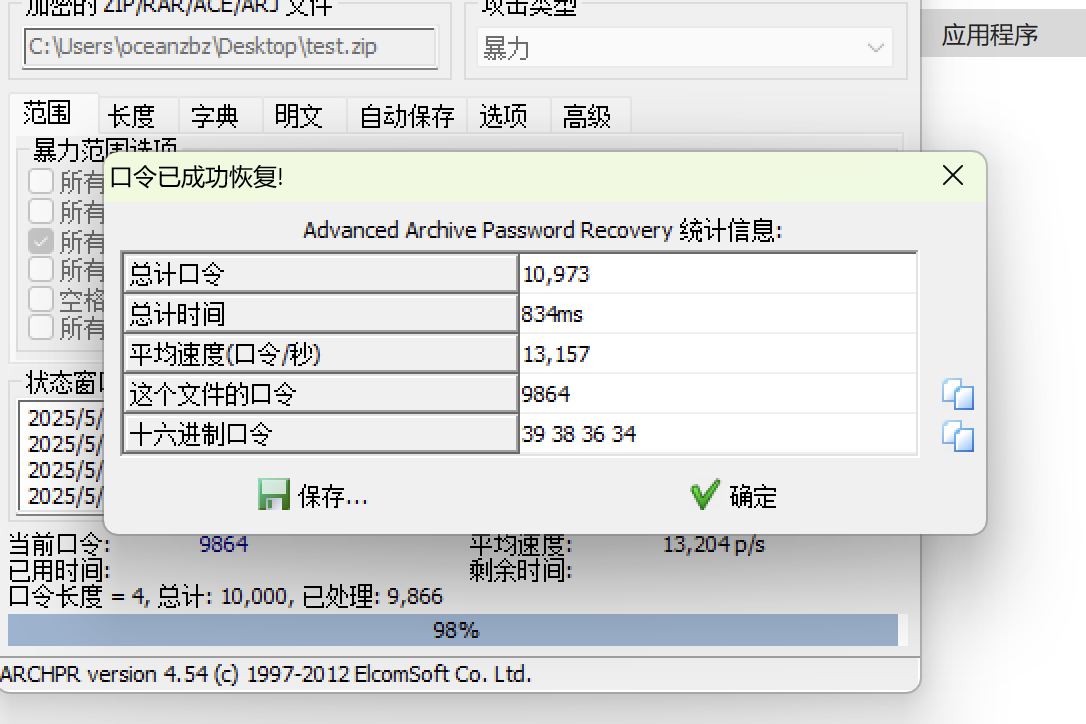 加密的 ZIP/RAR/ACE/ARJ 文件
攻击类型
应用程序
C:\Users\oceanzbz\Desktop\test.zip
暴力
范围 长度 字典 明文 自动保存 选项 高级
暴力范围选项
所有
所有
所有
所有
空格
所有
口令已成功恢复!
Advanced Archive Password Recovery 统计信息:
总计口令 10,973
总计时间 834ms
平均速度(口令/秒) 13,157
这个文件的口令 9864
十六进制口令 39 38 36 34
保存... 确定
状态窗口
2025/5/
2025/5/
2025/5/
2025/5/
当前口令: 9864 平均速度: 13,204 p/s
已用时间: 剩余时间:
口令长度 = 4, 总计: 10,000, 已处理: 9,866
98%
ARCHPR version 4.54 (c) 1997-2012 ElcomSoft Co. Ltd.